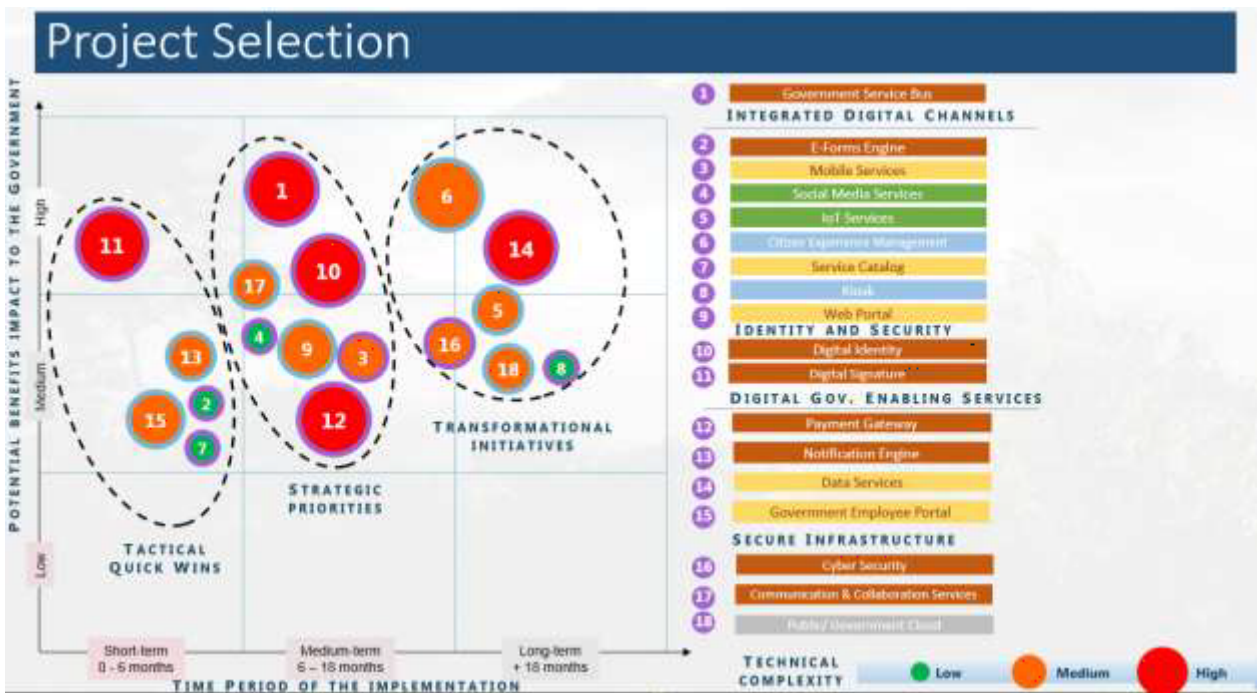 Project Selection
POTENTIAL BENEFITS IMPACT TO THE GOVERNMENT
High
Medium
Low
1
6
11
10
14
17
5
4
9
3
16
13
18
8
2
15
12
7
TACTICAL
QUICK WINS
STRATEGIC
PRIORITIES
TRANSFORMATIONAL
INITIATIVES
Short-term
0 - 6 months
Medium-term
6 – 18 months
Long-term
+ 18 months
TIME PERIOD OF THE IMPLEMENTATION
1 Government Service Bus
INTEGRATED DIGITAL CHANNELS
2 E-Forms Engine
3 Mobile Services
4 Social Media Services
5 IoT Services
6 Citizen Experience Management
7 Service Catalog
8 Kiosk
9 Web Portal
IDENTITY AND SECURITY
10 Digital Identity
11 Digital Signature
DIGITAL GOV. ENABLING SERVICES
12 Payment Gateway
13 Notification Engine
14 Data Services
15 Government Employee Portal
SECURE INFRASTRUCTURE
16 Cyber Security
17 Communication & Collaboration Services
18 Public/ Government Cloud
TECHNICAL
COMPLEXITY
Low
Medium
High